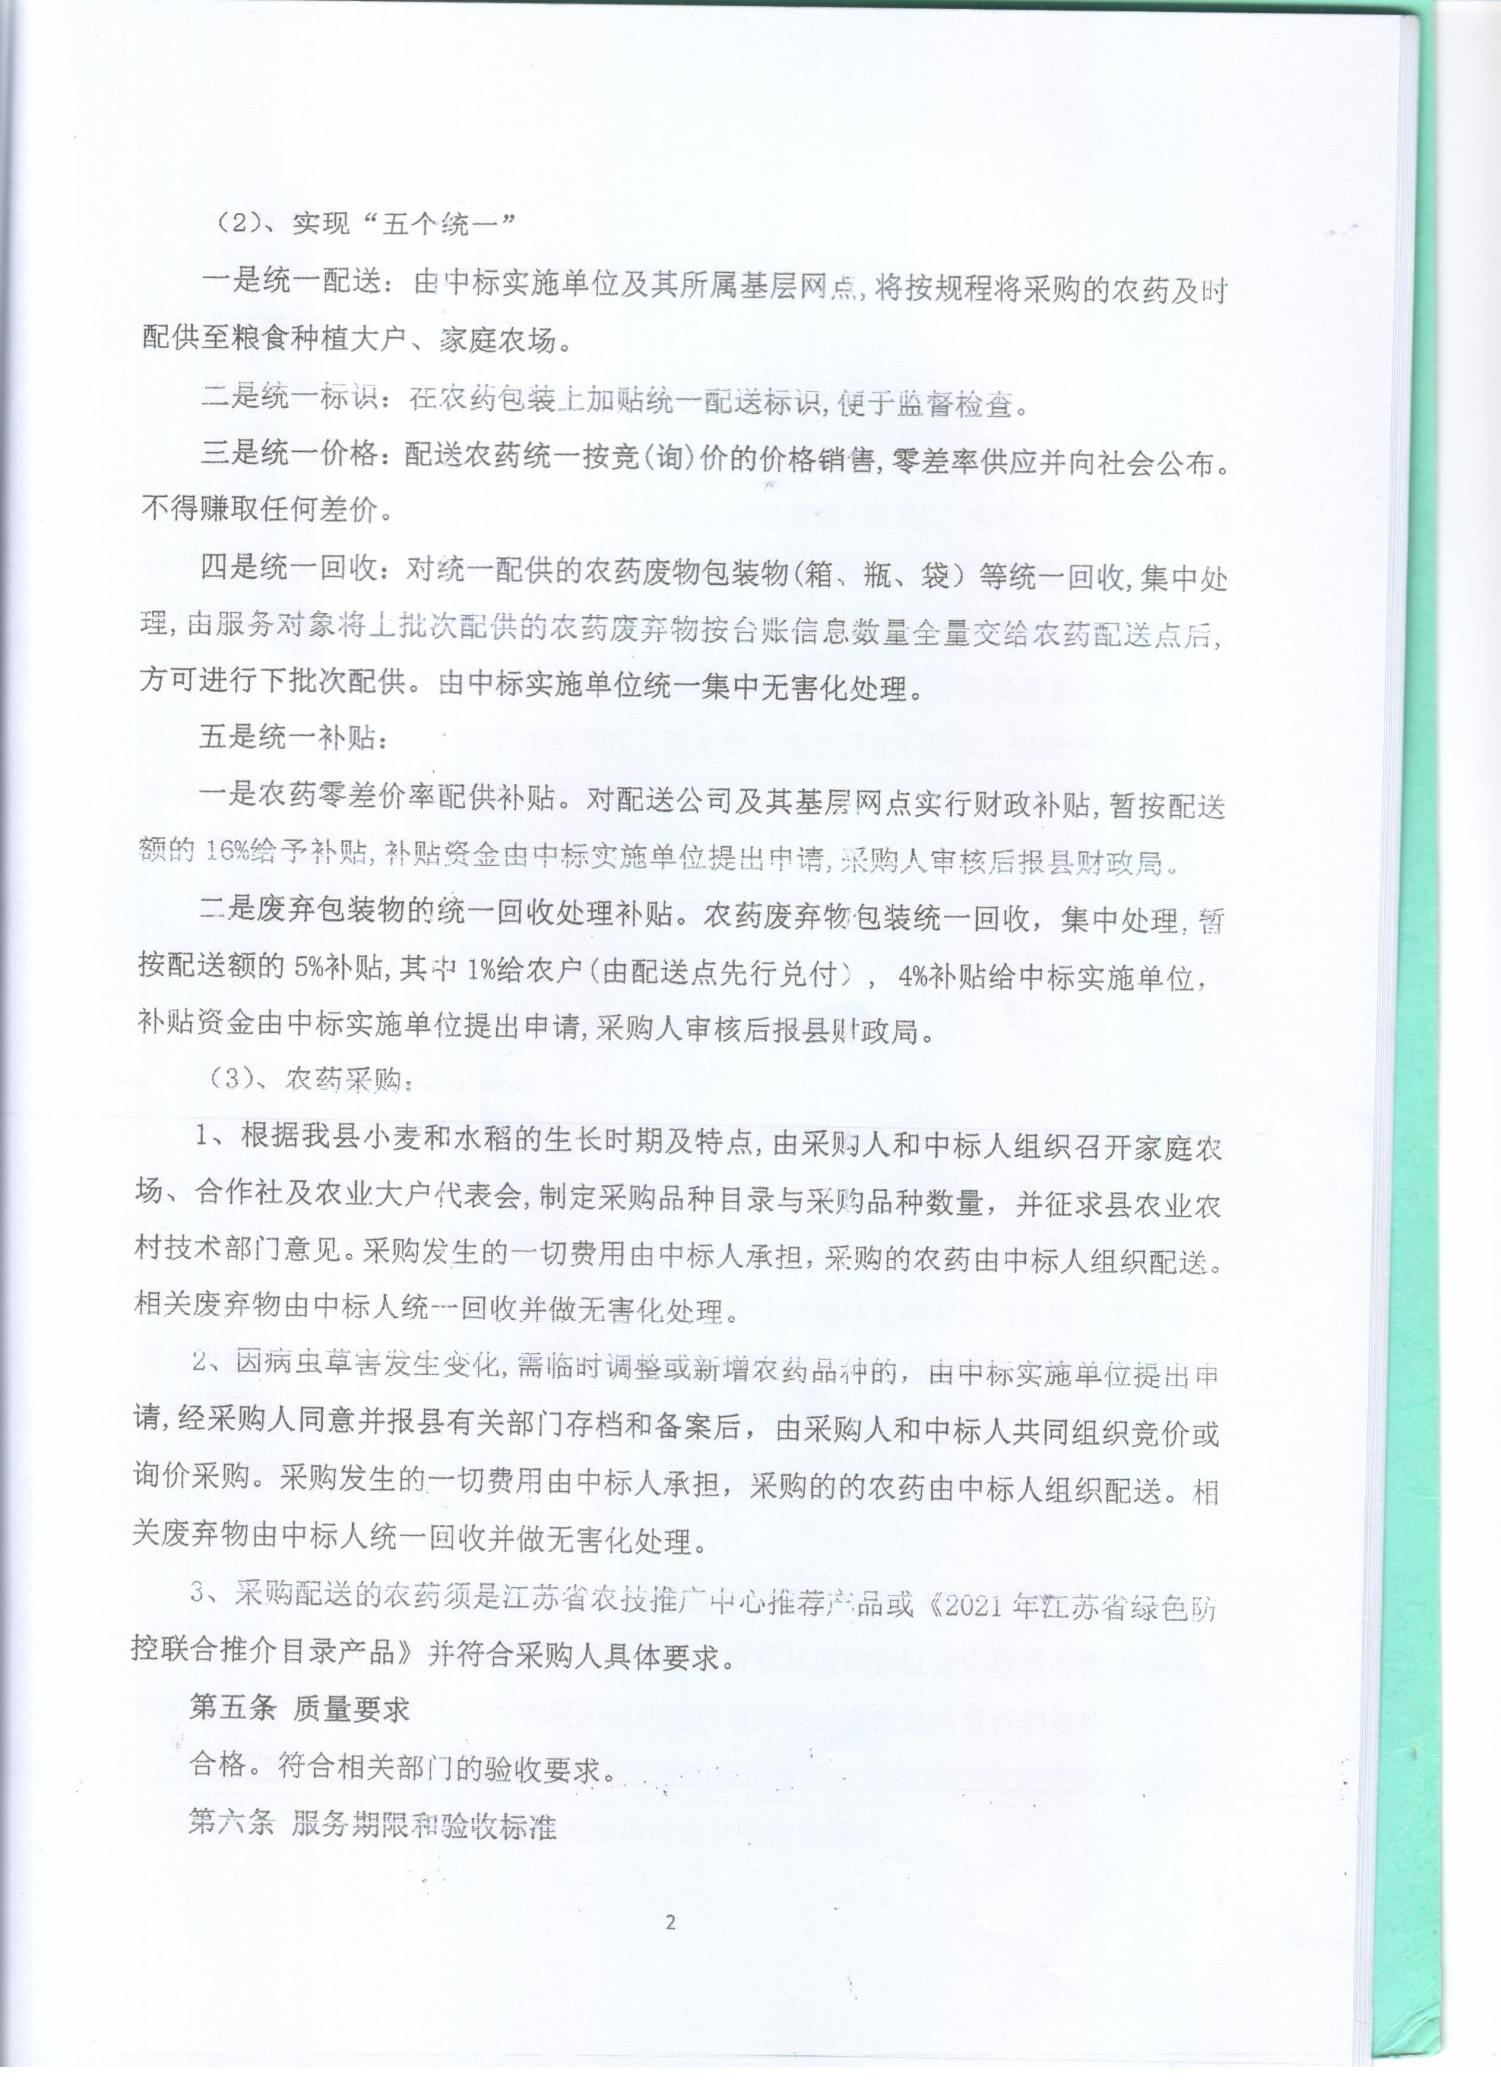 （2）、实现“五个统一”
一是统一配送：由中标实施单位及其所属基层网点,将按规程将采购的农药及时
配供至粮食种植大户、家庭农场。
二是统一标识：在农药包装上加贴统一配送标识,便于监督检查。
三是统一价格：配送农药统一按竞(询)价的价格销售,零差率供应并向社会公布。
不得赚取任何差价。
四是统一回收：对统一配供的农药废物包装物(箱、瓶、袋）等统一回收,集中处
理,由服务对象将上批次配供的农药废弃物按台账信息数量全量交给农药配送点后,
方可进行下批次配供。由中标实施单位统一集中无害化处理。
五是统一补贴：
一是农药零差价率配供补贴。对配送公司及其基层网点实行财政补贴,暂按配送
额的 16%给予补贴,补贴资金由中标实施单位提出申请,采购人审核后报县财政局。
二是废弃包装物的统一回收处理补贴。农药废弃物包装统一回收，集中处理,暂
按配送额的 5%补贴,其中 1%给农户(由配送点先行兑付），4%补贴给中标实施单位，
补贴资金由中标实施单位提出申请,采购人审核后报县财政局。
（3）、农药采购：
1、根据我县小麦和水稻的生长时期及特点,由采购人和中标人组织召开家庭农
场、合作社及农业大户代表会,制定采购品种目录与采购品种数量，并征求县农业农
村技术部门意见。采购发生的一切费用由中标人承担,采购的农药由中标人组织配送。
相关废弃物由中标人统一回收并做无害化处理。
2、因病虫草害发生变化,需临时调整或新增农药品种的，由中标实施单位提出申
请,经采购人同意并报县有关部门存档和备案后，由采购人和中标人共同组织竞价或
询价采购。采购发生的一切费用由中标人承担，采购的的农药由中标人组织配送。相
关废弃物由中标人统一回收并做无害化处理。
3、采购配送的农药须是江苏省农技推广中心推荐产品或《2021 年江苏省绿色防
控联合推介目录产品》并符合采购人具体要求。
第五条 质量要求
合格。符合相关部门的验收要求。
第六条 服务期限和验收标准
2